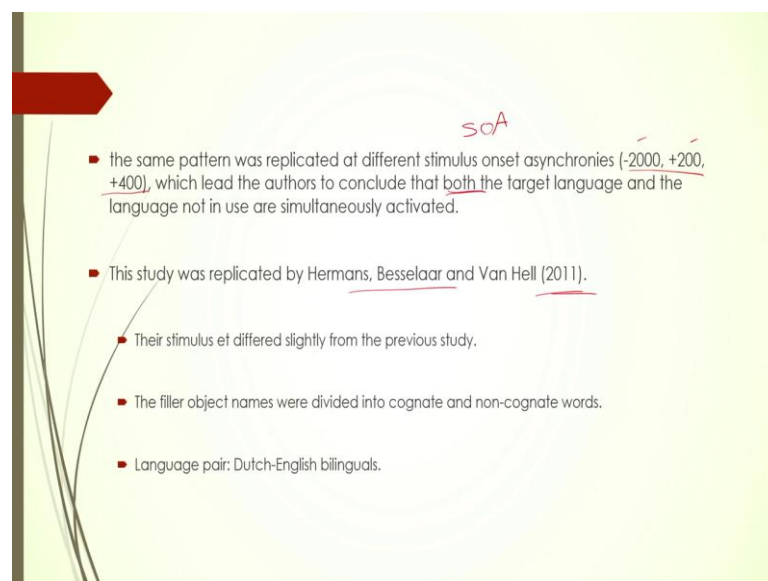 SOA
the same pattern was replicated at different stimulus onset asynchronies (-2000, +200,
+400), which lead the authors to conclude that both the target language and the
language not in use are simultaneously activated.
This study was replicated by Hermans, Besselaar and Van Hell (2011).
Their stimulus et differed slightly from the previous study.
The filler object names were divided into cognate and non-cognate words.
Language pair: Dutch-English bilinguals.